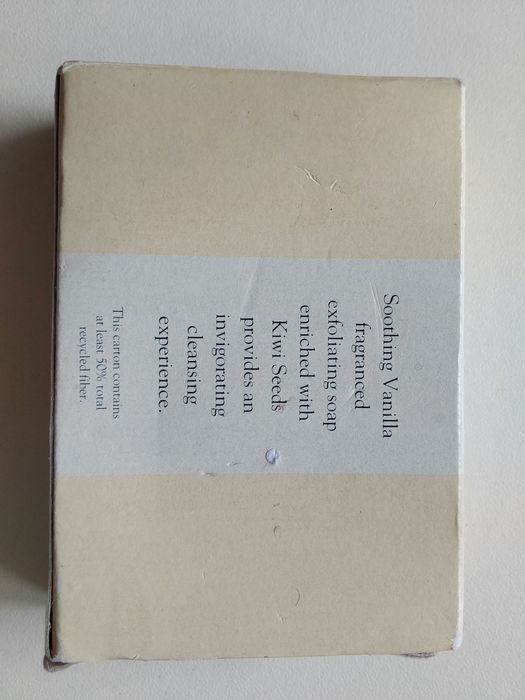 Soothing Vanilla
fragranced
exfoliating soap
enriched with
Kiwi Seeds
provides an
invigorating
cleansing
experience.
This carton contains
at least 50% total
recycled fiber.